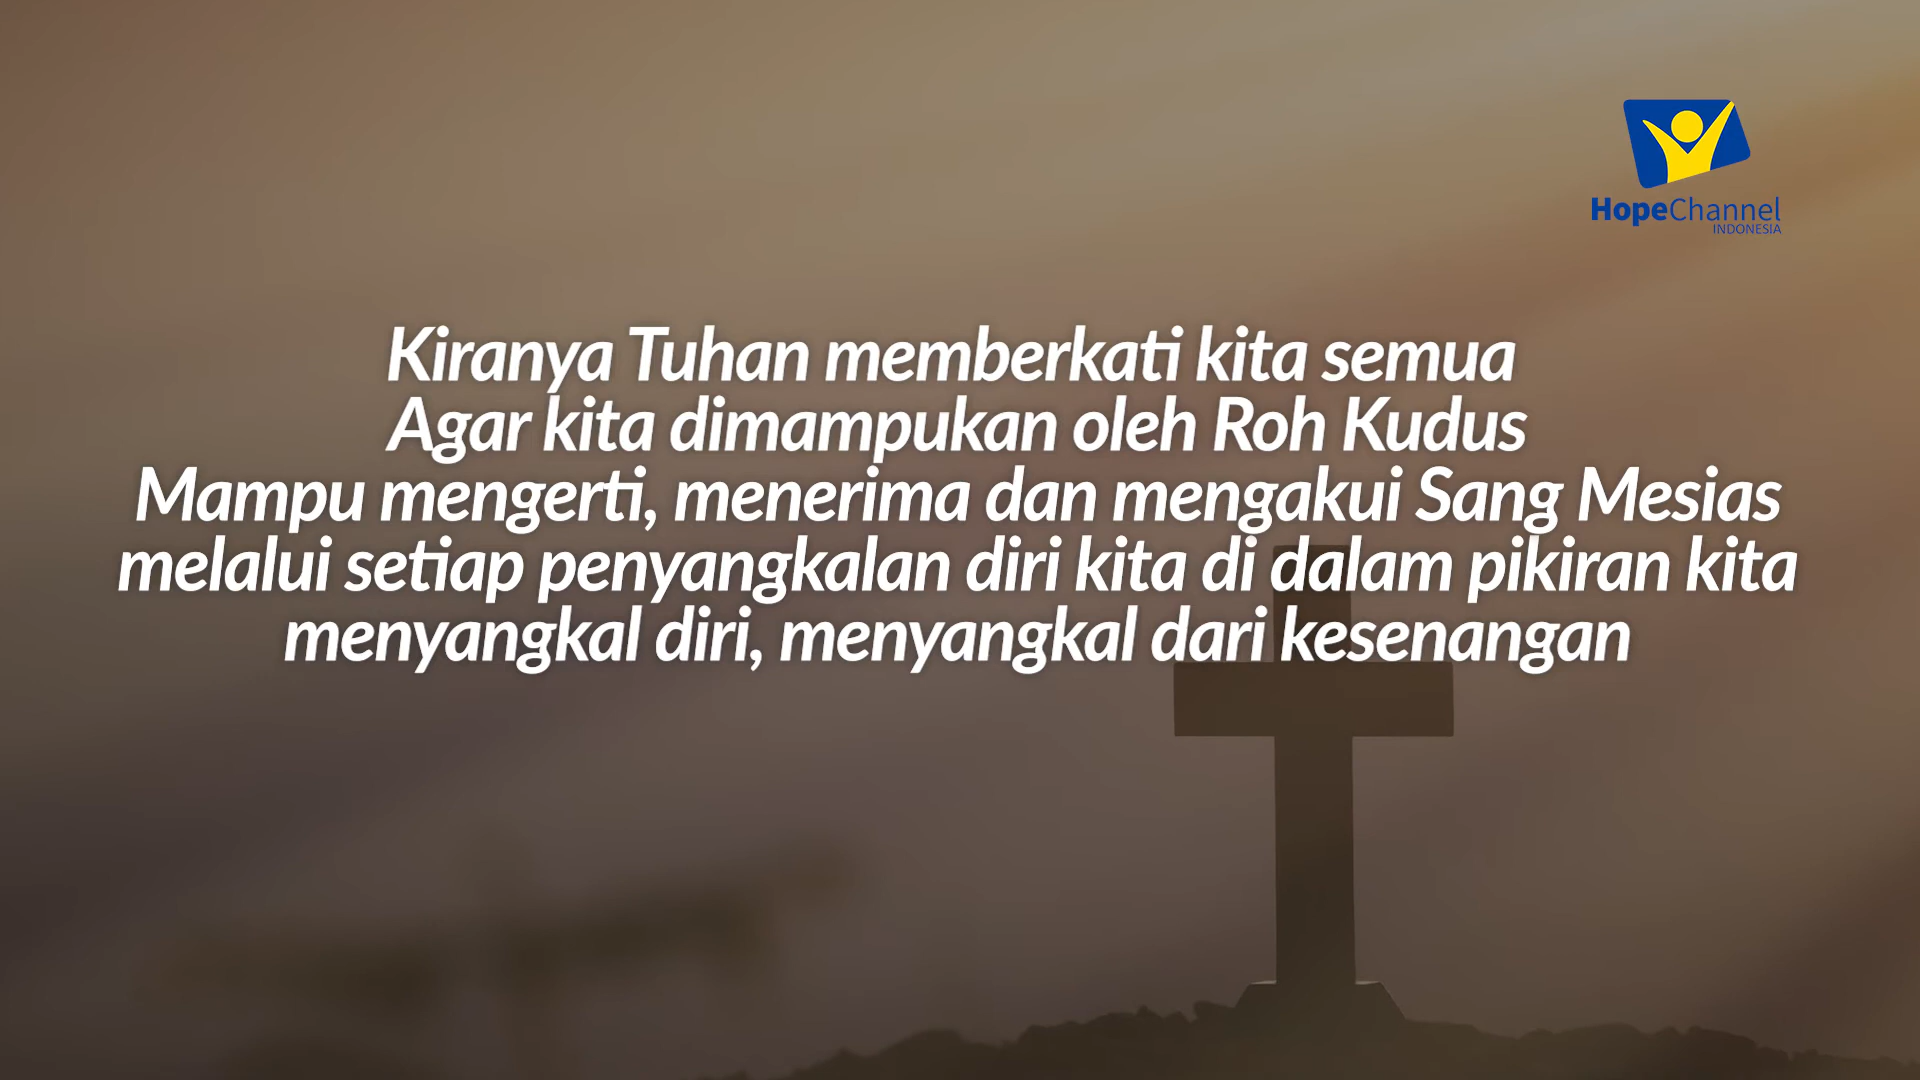 HopeChannel
INDONESIA
Kiranya Tuhan memberkati kita semua
Agar kita dimampukan oleh Roh Kudus
Mampu mengerti, menerima dan mengakui Sang Mesias
melalui setiap penyangkalan diri kita di dalam pikiran kita
menyangkal diri, menyangkal dari kesenangan